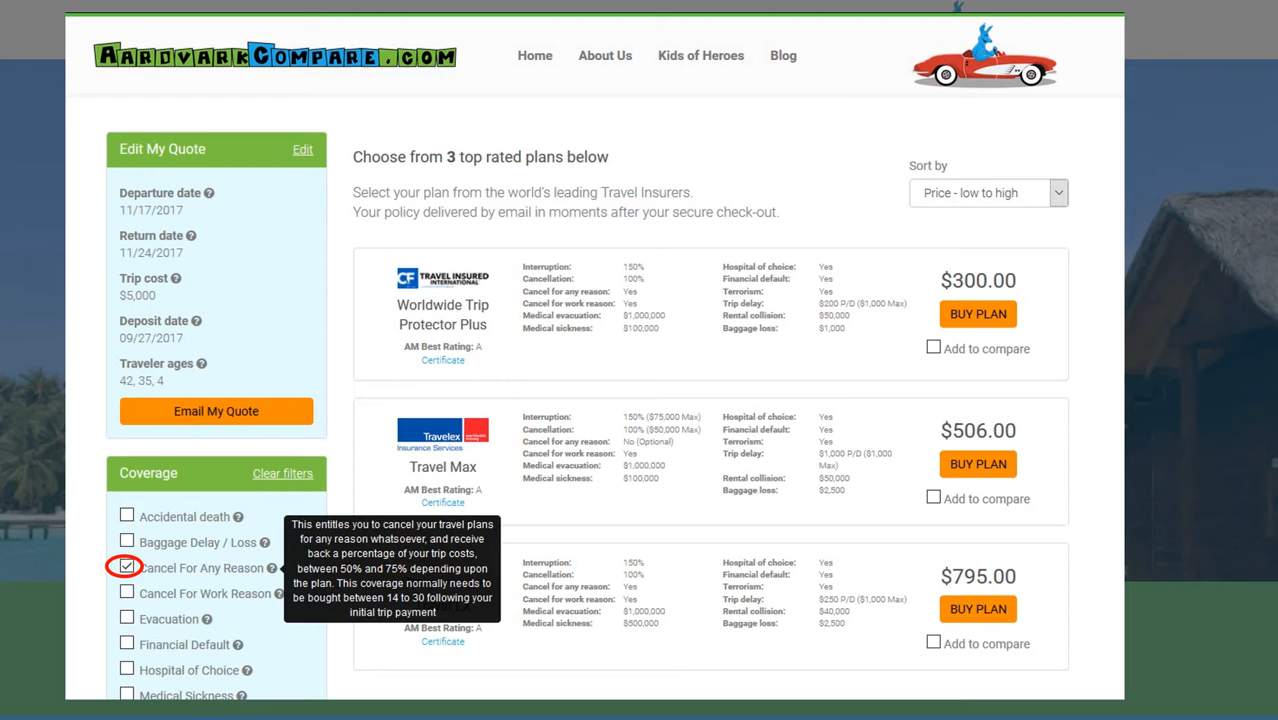 AARDVARKCOMPARE.COM
Home About Us Kids of Heroes Blog
Edit My Quote Edit
Departure date
11/17/2017
Return date
11/24/2017
Trip cost
$5,000
Deposit date
09/27/2017
Traveler ages
42, 35, 4
Email My Quote
Coverage Clear filters
Accidental death
Baggage Delay / Loss
Cancel For Any Reason
Cancel For Work Reason
Evacuation
Financial Default
Hospital of Choice
Medical Sickness
This entitles you to cancel your travel plans
for any reason whatsoever, and receive
back a percentage of your trip costs,
between 50% and 75% depending upon
the plan. This coverage normally needs to
be bought between 14 to 30 following your
initial trip payment
Choose from 3 top rated plans below
Select your plan from the world's leading Travel Insurers.
Your policy delivered by email in moments after your secure check-out.
Sort by
Price - low to high
TRAVEL INSURED
INTERNATIONAL
Worldwide Trip
Protector Plus
AM Best Rating: A
Certificate
Interruption: 150%
Cancellation: 100%
Cancel for any reason: Yes
Cancel for work reason: Yes
Medical evacuation: $1,000,000
Medical sickness: $100,000
Hospital of choice: Yes
Financial default: Yes
Terrorism: Yes
Trip delay: $200 P/D ($1,000 Max)
Rental collision: $50,000
Baggage loss: $1,000
$300.00
BUY PLAN
Add to compare
Travelex
Insurance Services
Travel Max
AM Best Rating: A
Certificate
Interruption: 150% ($75,000 Max)
Cancellation: 100% ($50,000 Max)
Cancel for any reason: No (Optional)
Cancel for work reason: Yes
Medical evacuation: $1,000,000
Medical sickness: $100,000
Hospital of choice: Yes
Financial default: Yes
Terrorism: Yes
Trip delay: $1,000 P/D ($1,000
Max)
Rental collision: $50,000
Baggage loss: $2,500
$506.00
BUY PLAN
Add to compare
AM Best Rating: A
Certificate
Interruption: 150%
Cancellation: 100%
Cancel for any reason: Yes
Cancel for work reason: Yes
Medical evacuation: $1,000,000
Medical sickness: $500,000
Hospital of choice: Yes
Financial default: Yes
Terrorism: Yes
Trip delay: $250 P/D ($1,000 Max)
Rental collision: $40,000
Baggage loss: $2,500
$795.00
BUY PLAN
Add to compare